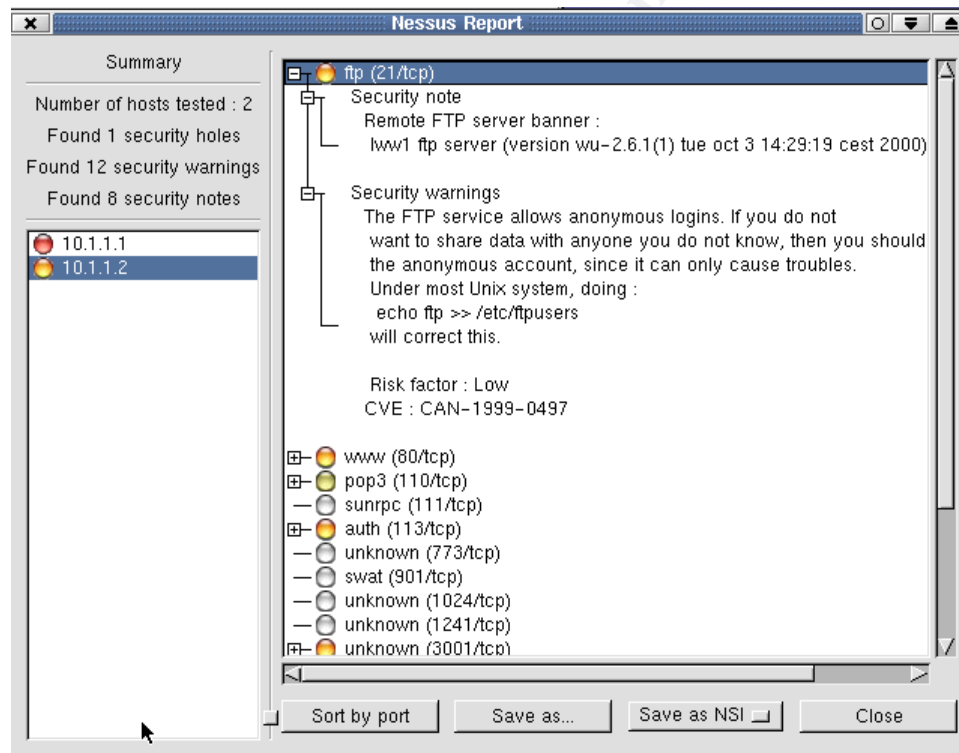 Nessus Report
Summary
Number of hosts tested : 2
Found 1 security holes
Found 12 security warnings
Found 8 security notes
10.1.1.1
10.1.1.2
ftp (21/tcp)
Security note
Remote FTP server banner :
lww1 ftp server (version wu-2.6.1(1) tue oct 3 14:29:19 cest 2000)
Security warnings
The FTP service allows anonymous logins. If you do not
want to share data with anyone you do not know, then you should
the anonymous account, since it can only cause troubles.
Under most Unix system, doing :
echo ftp >> /etc/ftpusers
will correct this.
Risk factor : Low
CVE : CAN-1999-0497
www (80/tcp)
pop3 (110/tcp)
sunrpc (111/tcp)
auth (113/tcp)
unknown (773/tcp)
swat (901/tcp)
unknown (1024/tcp)
unknown (1241/tcp)
unknown (3001/tcp)
Sort by port
Save as...
Save as NSI
Close